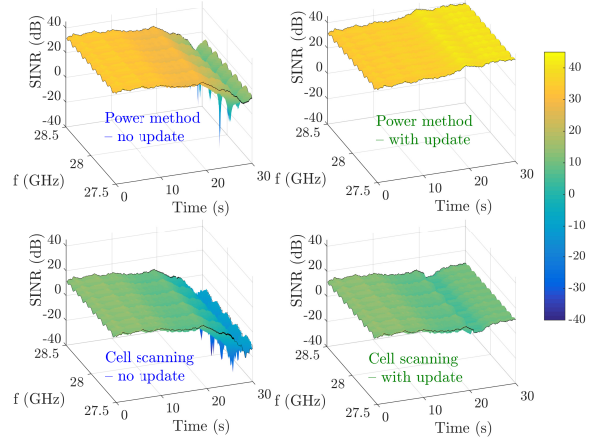 SINR (dB)
40
20
0
-20
-40
28.5
28
27.5
f (GHz)
0
10
20
30
Time (s)
Power method
– no update
SINR (dB)
40
20
0
-20
-40
28.5
28
27.5
f (GHz)
0
10
20
30
Time (s)
Power method
– with update
SINR (dB)
40
20
0
-20
-40
28.5
28
27.5
f (GHz)
0
10
20
30
Time (s)
Cell scanning
– no update
SINR (dB)
40
20
0
-20
-40
28.5
28
27.5
f (GHz)
0
10
20
30
Time (s)
Cell scanning
– with update
40
30
20
10
0
-10
-20
-30
-40